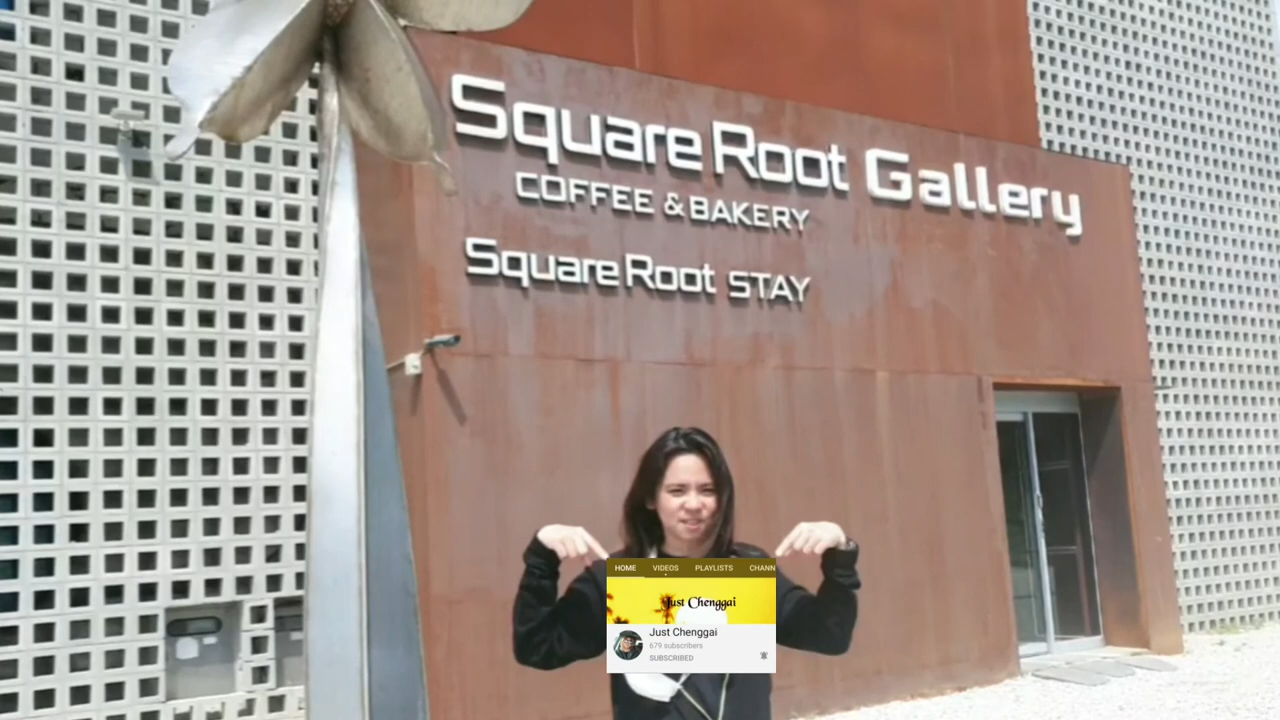 Square Root Gallery
COFFEE & BAKERY
Square Root STAY
HOME VIDEOS PLAYLISTS CHANN
Just Chenggai
Just Chenggai
679 subscribers
SUBSCRIBED